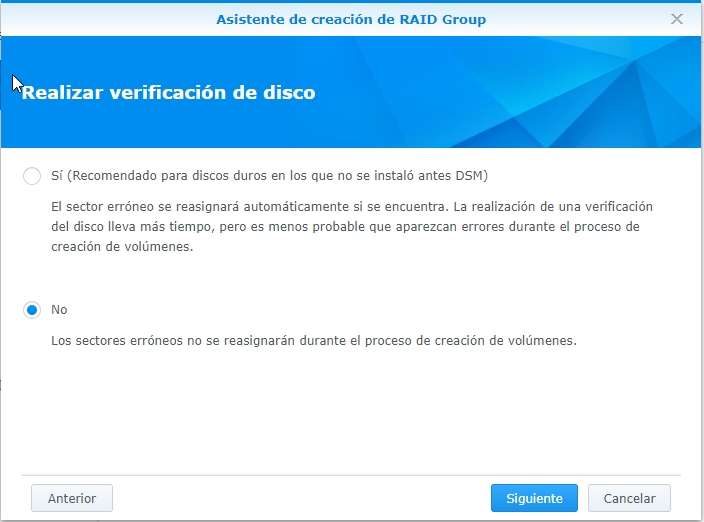 Asistente de creación de RAID Group
Realizar verificación de disco
Sí (Recomendado para discos duros en los que no se instaló antes DSM)
El sector erróneo se reasignará automáticamente si se encuentra. La realización de una verificación
del disco lleva más tiempo, pero es menos probable que aparezcan errores durante el proceso de
creación de volúmenes.
No
Los sectores erróneos no se reasignarán durante el proceso de creación de volúmenes.
Anterior
Siguiente
Cancelar